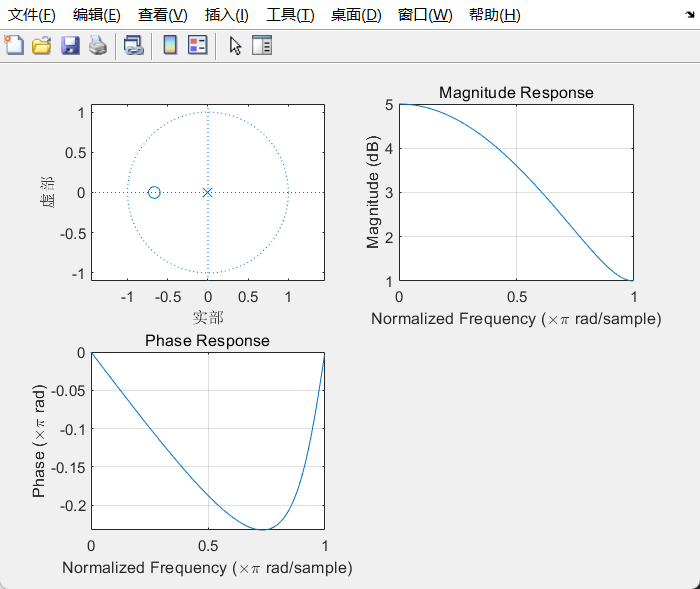 文件(F) 编辑(E) 查看(V) 插入(I) 工具(T) 桌面(D) 窗口(W) 帮助(H)
1
0.5
0
-0.5
-1
虚部
-1 -0.5 0 0.5 1
实部
Magnitude Response
5
4
3
2
1
Magnitude (dB)
0 0.5 1
Normalized Frequency (×π rad/sample)
Phase Response
0
-0.05
-0.1
-0.15
-0.2
Phase (×π rad)
0 0.5 1
Normalized Frequency (×π rad/sample)